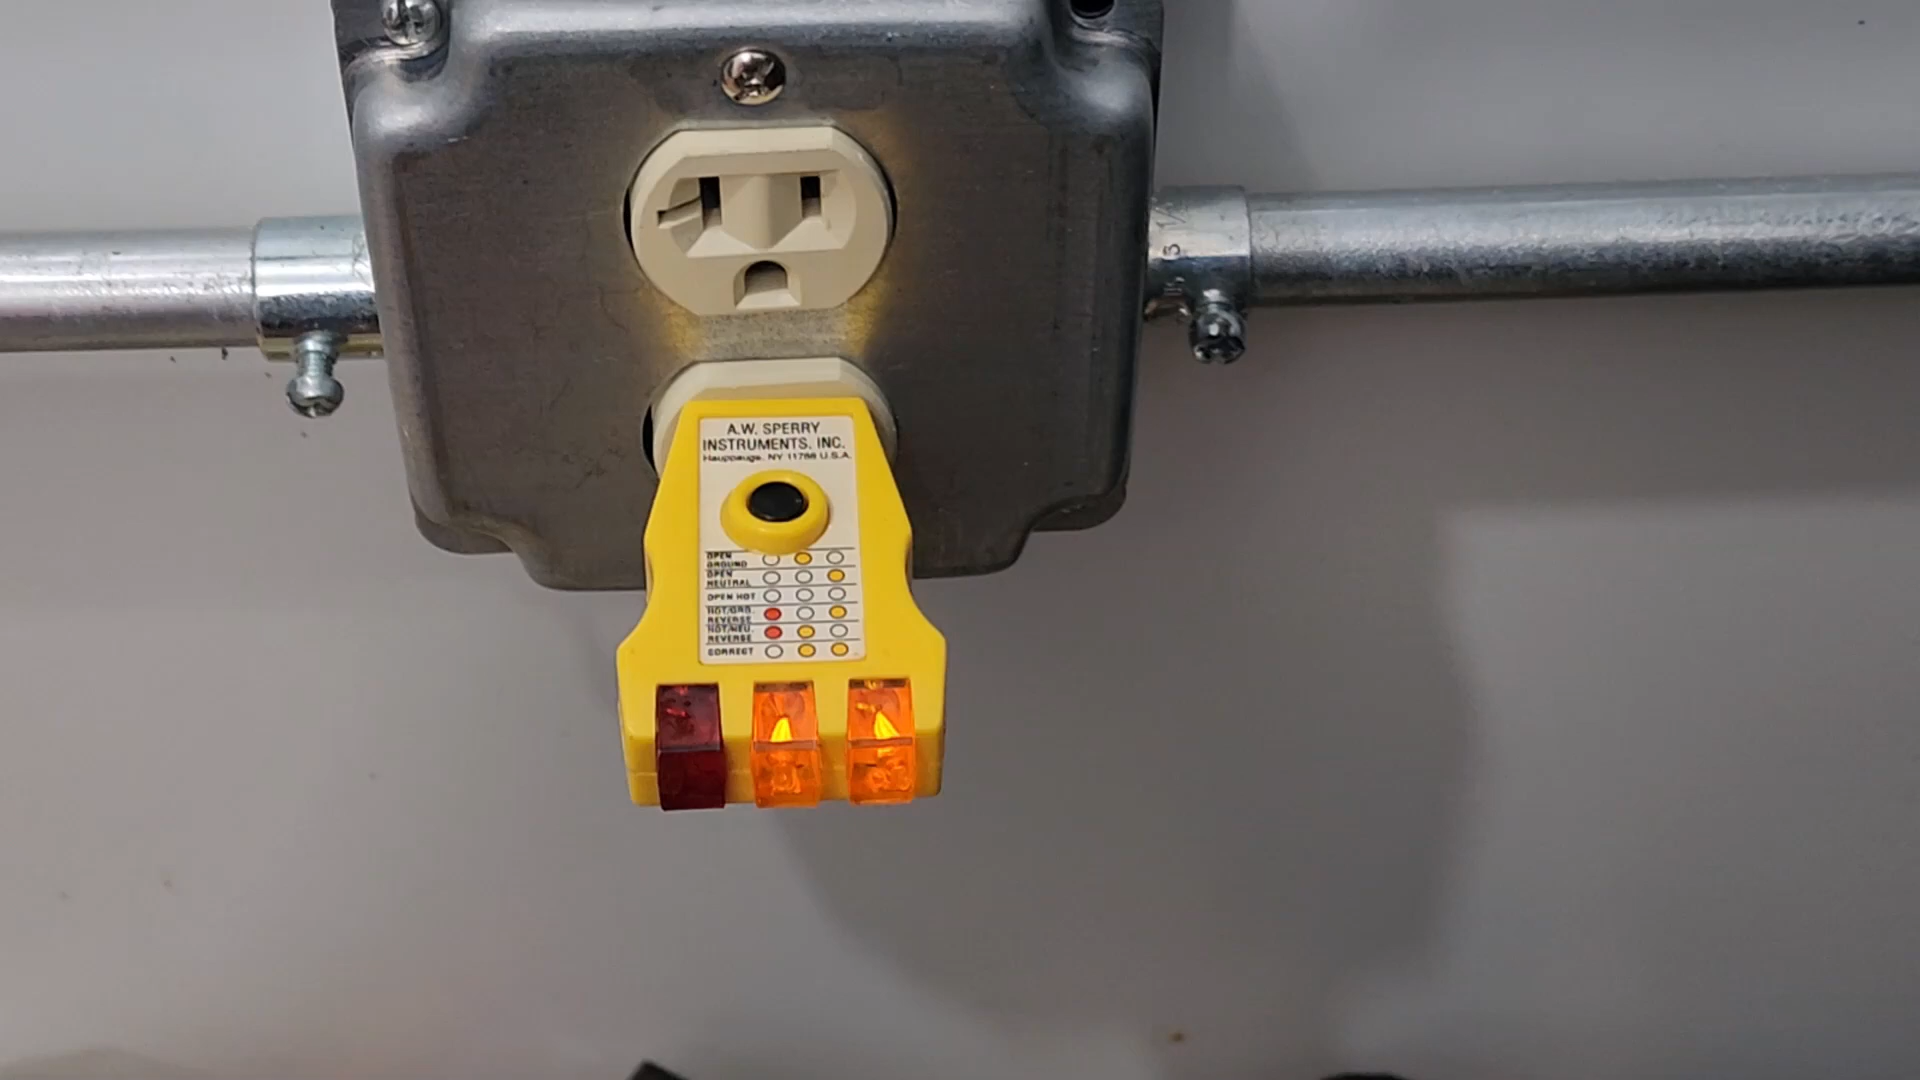 A.W. SPERRY
INSTRUMENTS, INC.
Hauppauge, NY 11788 U.S.A.
OPEN
GROUND
OPEN
NEUTRAL
OPEN HOT
HOT/GRD.
REVERSE
HOT/NEU.
REVERSE
CORRECT